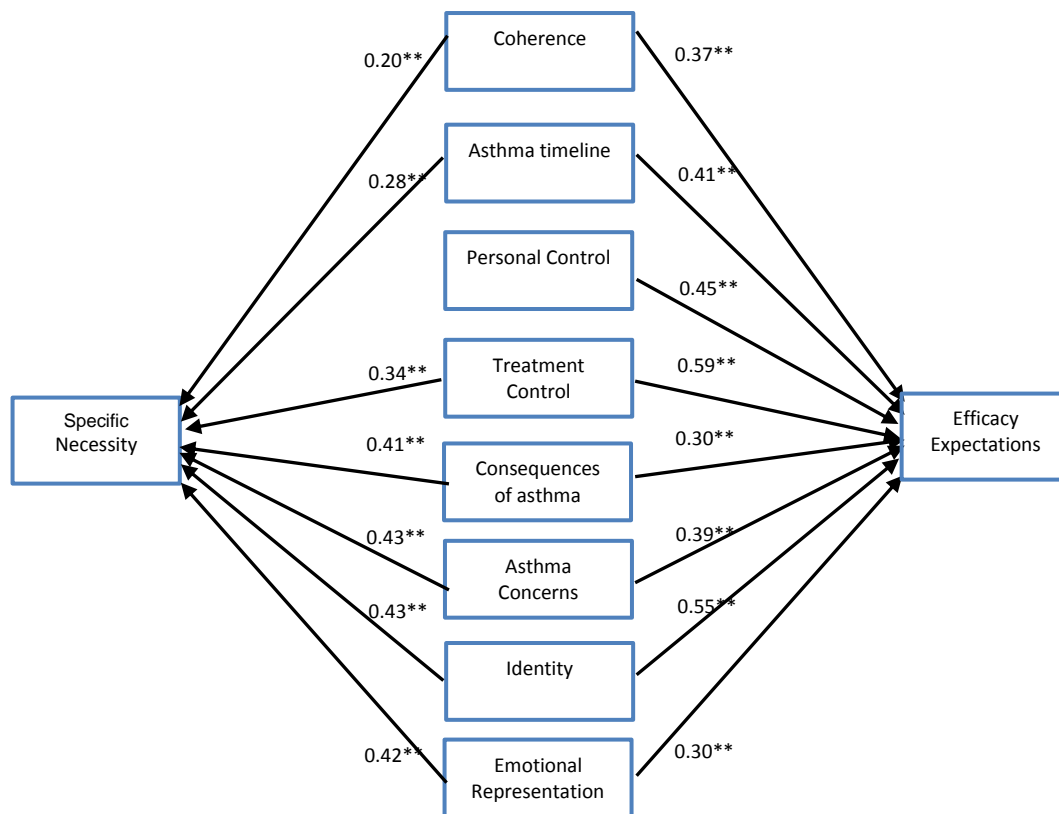 Coherence
0.20**
0.37**
Asthma timeline
0.28**
0.41**
Personal Control
0.45**
Treatment
Control
0.34**
0.59**
Specific
Necessity
Efficacy
Expectations
0.41**
0.30**
Consequences
of asthma
0.43**
0.39**
Asthma
Concerns
0.43**
0.55**
Identity
0.42**
0.30**
Emotional
Representation